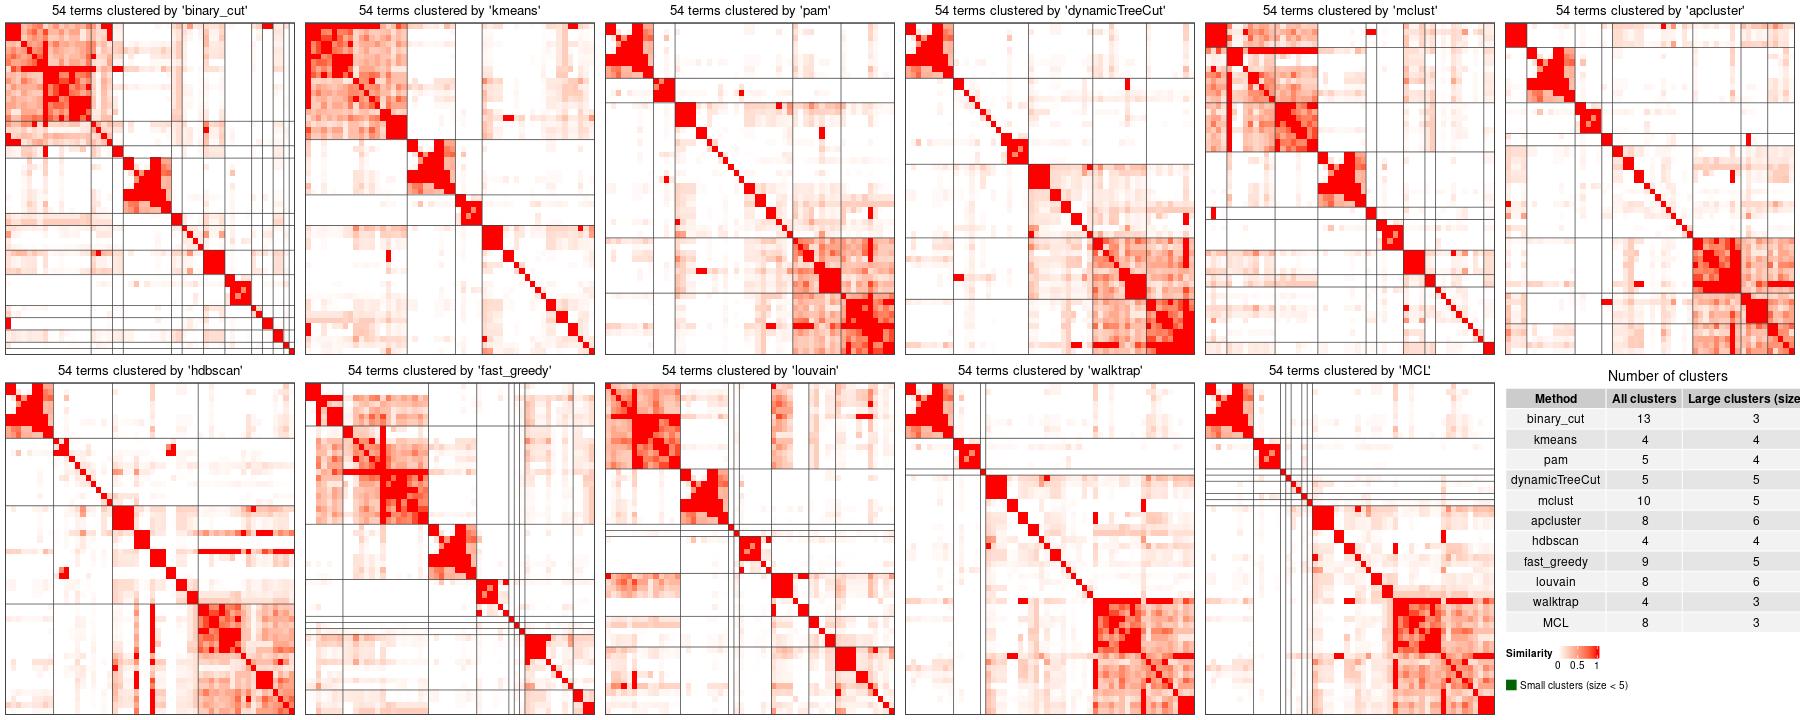 54 terms clustered by 'binary_cut'
54 terms clustered by 'kmeans'
54 terms clustered by 'pam'
54 terms clustered by 'dynamicTreeCut'
54 terms clustered by 'mclust'
54 terms clustered by 'apcluster'
54 terms clustered by 'hdbscan'
54 terms clustered by 'fast_greedy'
54 terms clustered by 'louvain'
54 terms clustered by 'walktrap'
54 terms clustered by 'MCL'
Number of clusters
Method All clusters Large clusters (size
binary_cut 13 3
kmeans 4 4
pam 5 4
dynamicTreeCut 5 5
mclust 10 5
apcluster 8 6
hdbscan 4 4
fast_greedy 9 5
louvain 8 6
walktrap 4 3
MCL 8 3
Similarity
0 0.5 1
Small clusters (size < 5)